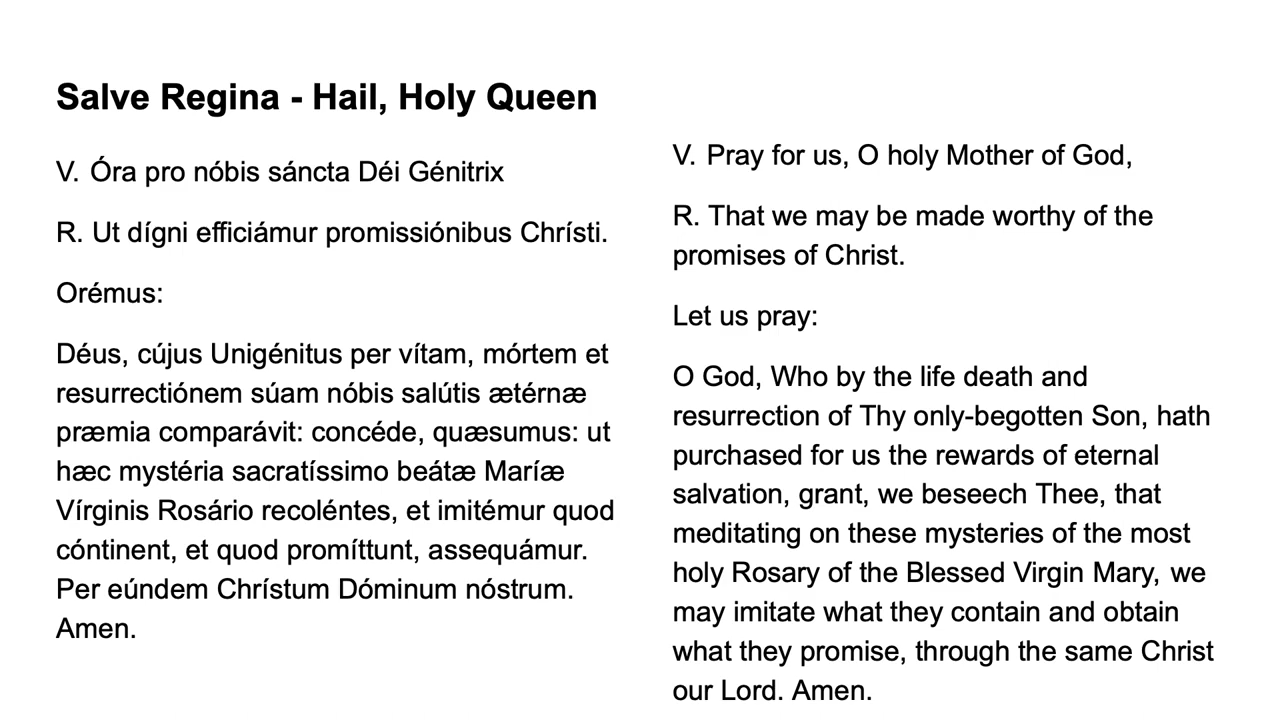 Salve Regina - Hail, Holy Queen
V. Óra pro nóbis sáncta Déi Génitrix
R. Ut dígni efficiámur promissiónibus Chrísti.
Orémus:
Déus, cújus Unigénitus per vítam, mórtem et
resurrectiónem súam nóbis salútis ætérnæ
præmia comparávit: concéde, quæsumus: ut
hæc mystéria sacratíssimo beátæ Maríæ
Vírginis Rosário recoléntes, et imitémur quod
cóntinent, et quod promíttunt, assequámur.
Per eúndem Chrístum Dóminum nóstrum.
Amen.
V. Pray for us, O holy Mother of God,
R. That we may be made worthy of the
promises of Christ.
Let us pray:
O God, Who by the life death and
resurrection of Thy only-begotten Son, hath
purchased for us the rewards of eternal
salvation, grant, we beseech Thee, that
meditating on these mysteries of the most
holy Rosary of the Blessed Virgin Mary, we
may imitate what they contain and obtain
what they promise, through the same Christ
our Lord. Amen.